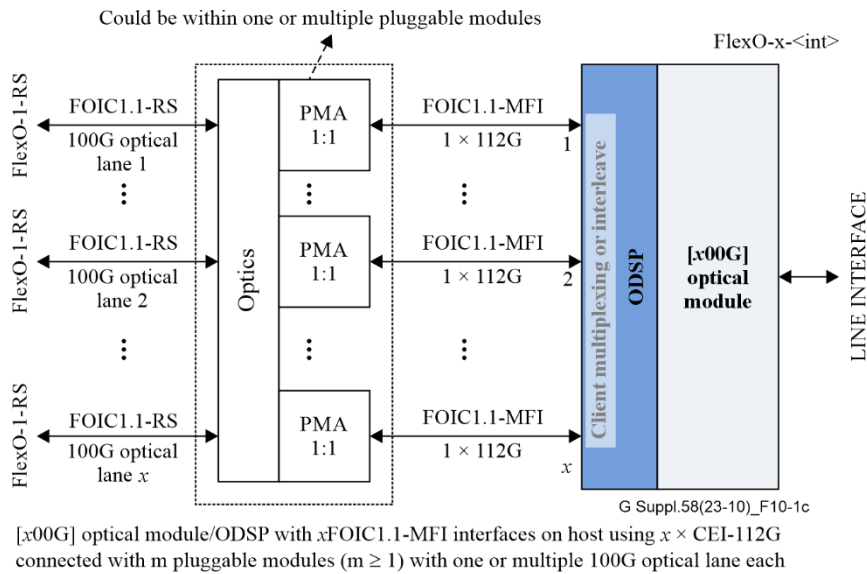 Could be within one or multiple pluggable modules
FlexO-x-<int>
FlexO-1-RS
FOIC1.1-RS
100G optical
lane 1
PMA
1:1
FOIC1.1-MFI
1 × 112G
1
FlexO-1-RS
FOIC1.1-RS
100G optical
lane 2
Optics
PMA
1:1
FOIC1.1-MFI
1 × 112G
2
Client multiplexing or interleave
ODSP
[x00G]
optical
module
LINE INTERFACE
FlexO-1-RS
FOIC1.1-RS
100G optical
lane x
PMA
1:1
FOIC1.1-MFI
1 × 112G
x
G Suppl.58(23-10)_F10-1c
[x00G] optical module/ODSP with xFOIC1.1-MFI interfaces on host using x × CEI-112G
connected with m pluggable modules (m ≥ 1) with one or multiple 100G optical lane each